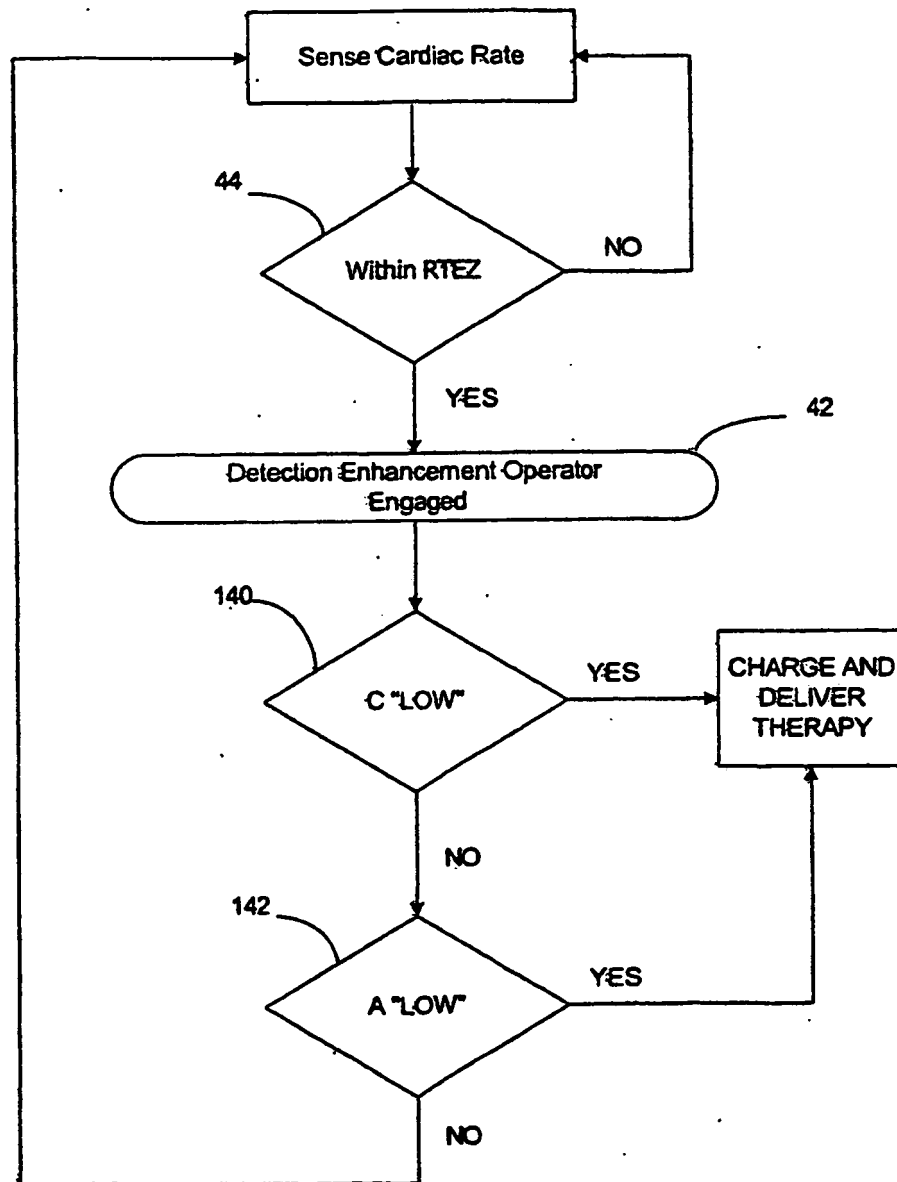 Sense Cardiac Rate
44
Within RTEZ
NO
YES
42
Detection Enhancement Operator
Engaged
140
C "LOW"
YES
CHARGE AND
DELIVER
THERAPY
NO
142
A "LOW"
YES
NO